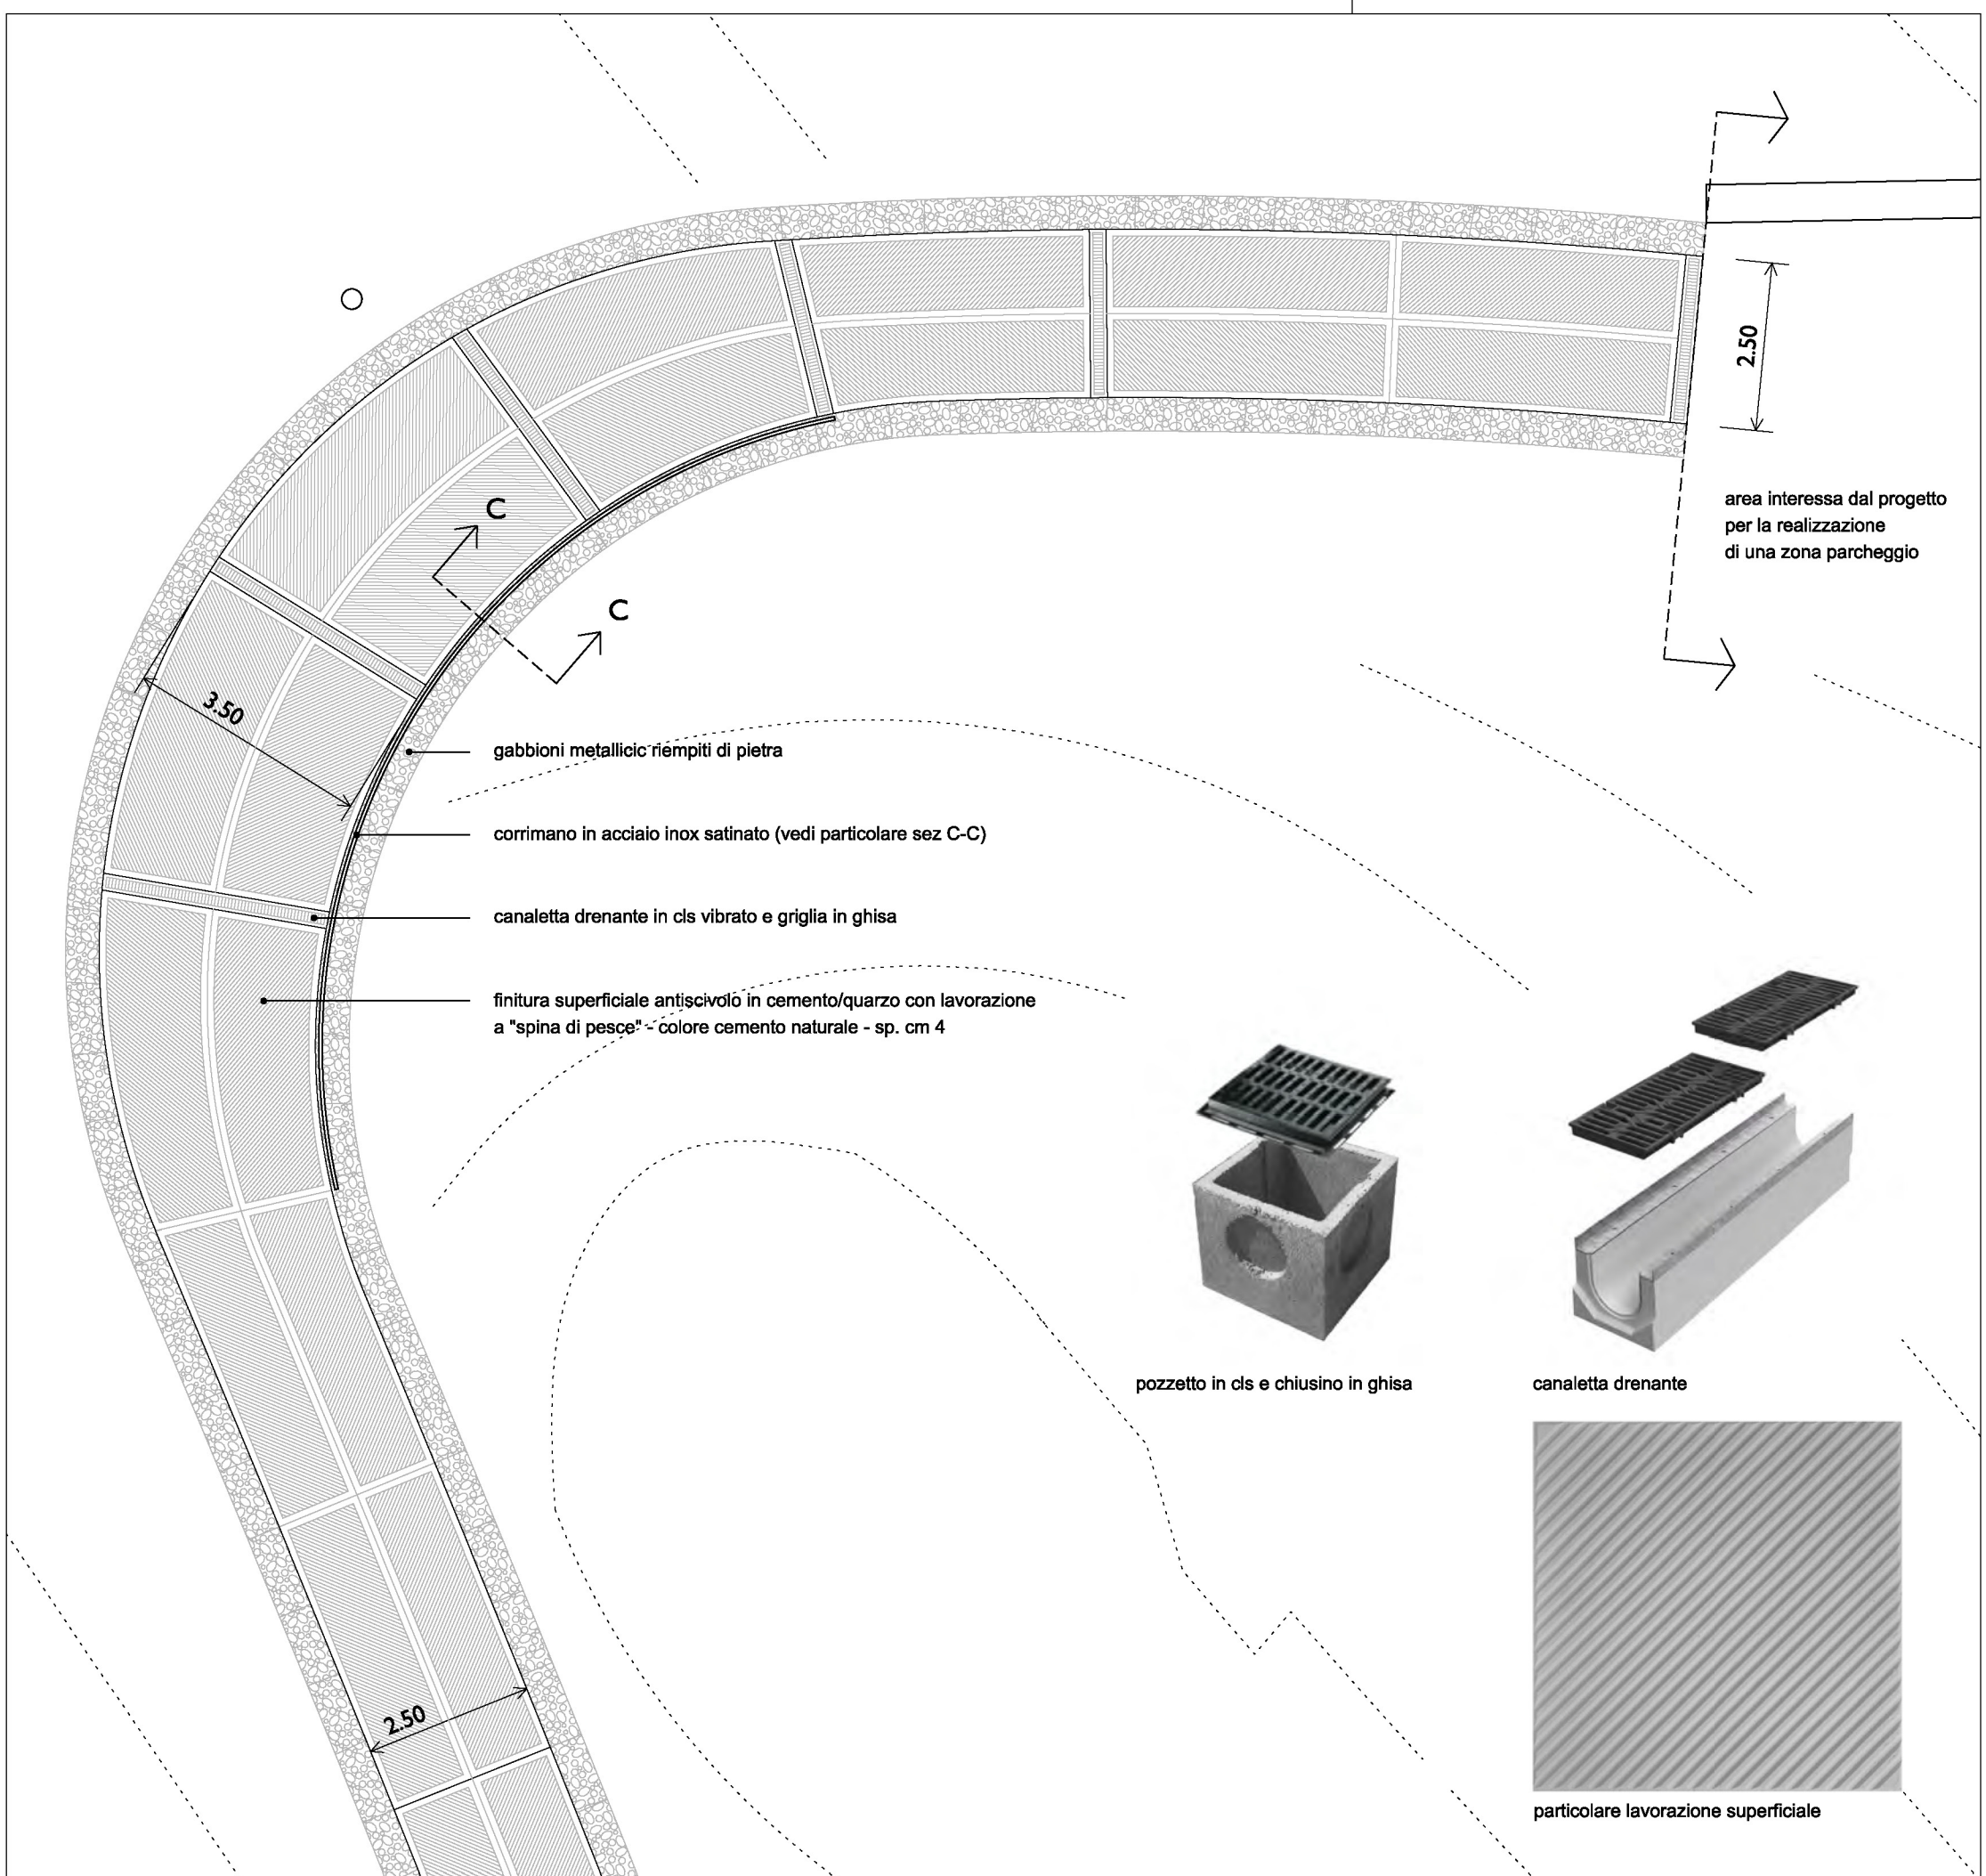 2.50
area interessa dal progetto
per la realizzazione
di una zona parcheggio
C
C
3.50
gabbioni metallicic riempiti di pietra
corrimano in acciaio inox satinato (vedi particolare sez C-C)
canaletta drenante in cls vibrato e griglia in ghisa
finitura superficiale antiscivolo in cemento/quarzo con lavorazione
a "spina di pesce" - colore cemento naturale - sp. cm 4
pozzetto in cls e chiusino in ghisa
canaletta drenante
2.50
particolare lavorazione superficiale